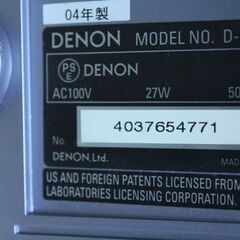 04年製
DENON MODEL NO. D-
PS
E DENON
AC100V 27W 50
No. 4037654771
DENON,Ltd. MAD
US AND FOREIGN PATENTS LICENSED FROM
LABORATORIES LICENSING CORPORATION.